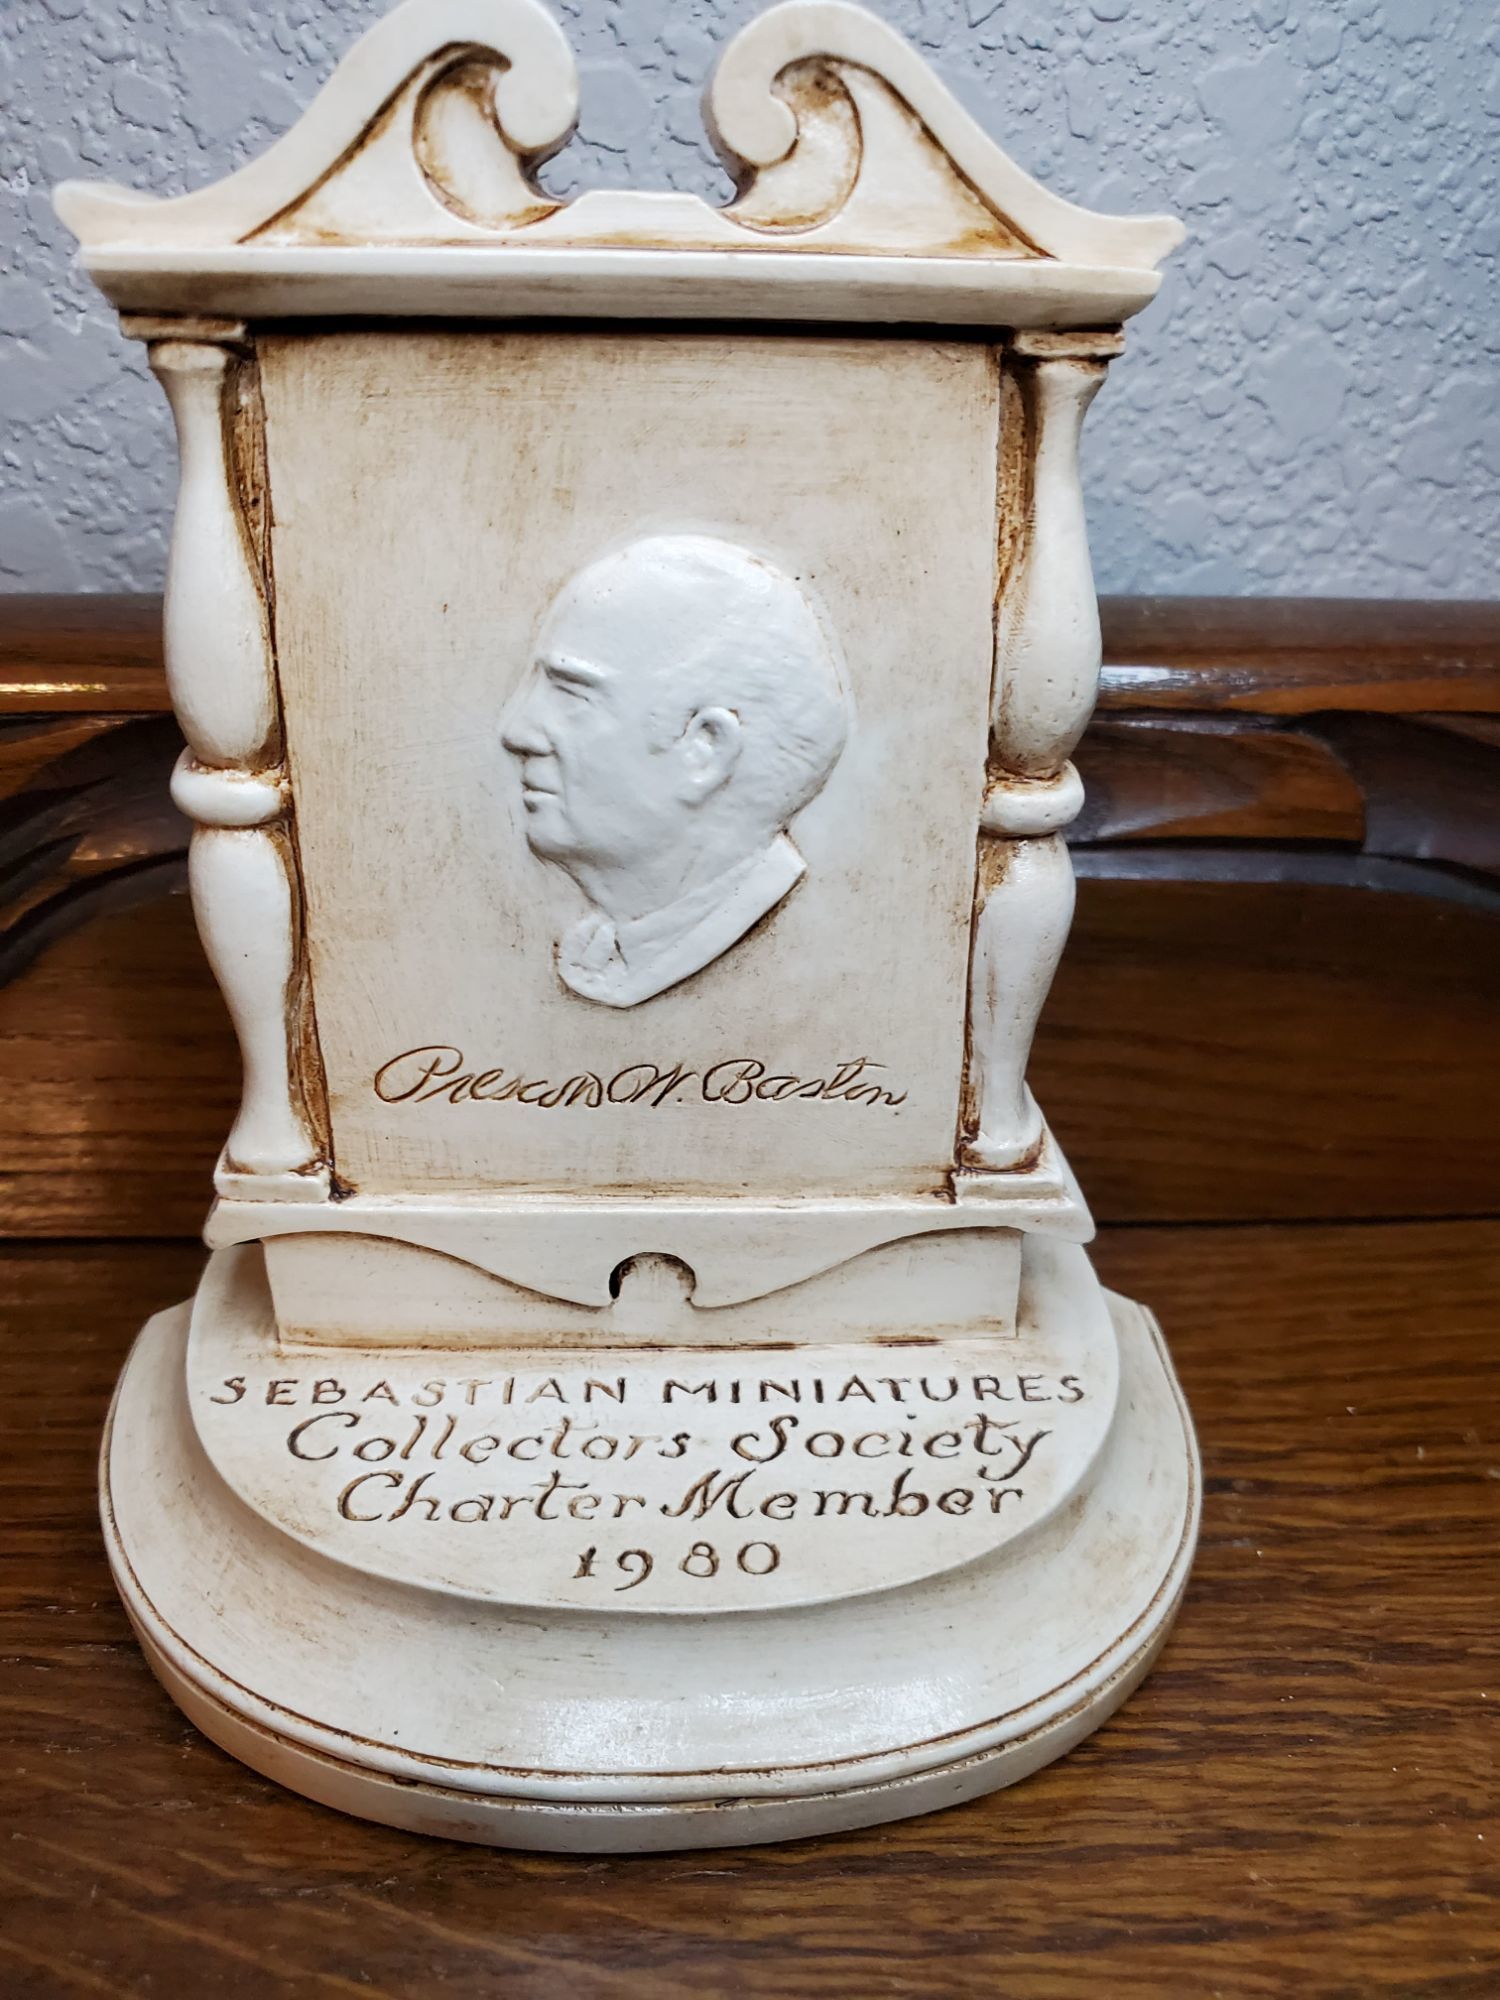 Prescott W. Baston
SEBASTIAN MINIATURES
Collectors Society
Charter Member
1980